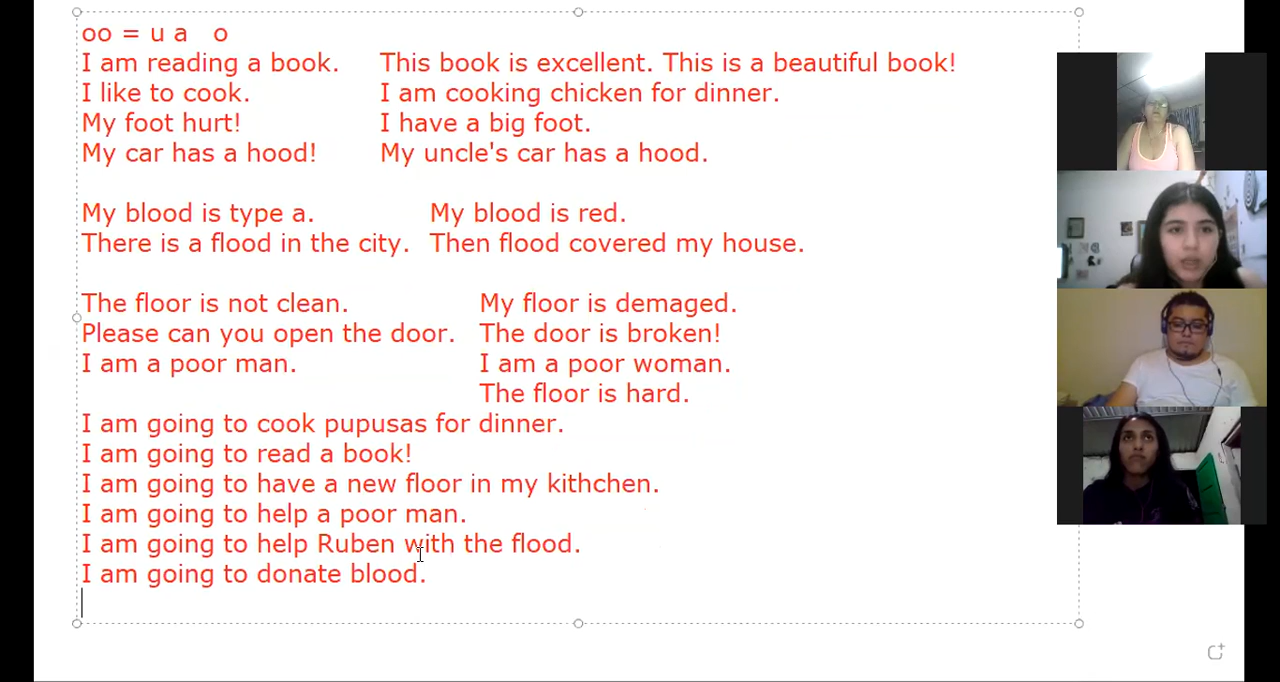 oo = u a o
I am reading a book. This book is excellent. This is a beautiful book!
I like to cook. I am cooking chicken for dinner.
My foot hurt! I have a big foot.
My car has a hood! My uncle's car has a hood.
My blood is type a. My blood is red.
There is a flood in the city. Then flood covered my house.
The floor is not clean. My floor is demaged.
Please can you open the door. The door is broken!
I am a poor man. I am a poor woman.
The floor is hard.
I am going to cook pupusas for dinner.
I am going to read a book!
I am going to have a new floor in my kithchen.
I am going to help a poor man.
I am going to help Ruben with the flood.
I am going to donate blood.